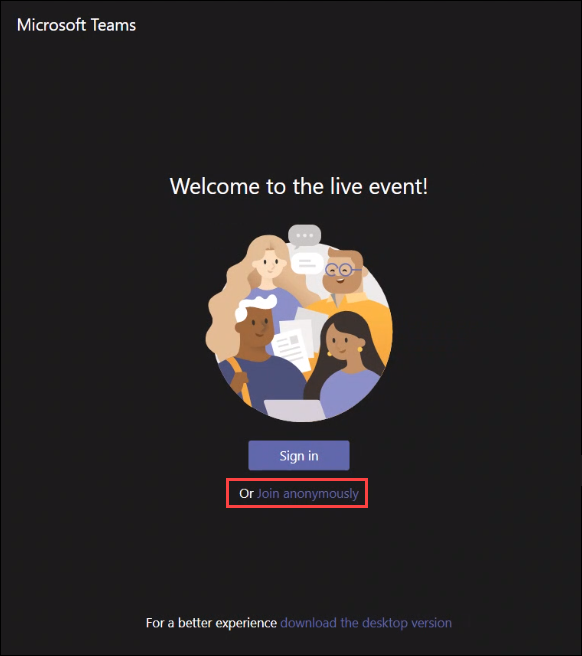 Microsoft Teams
Welcome to the live event!
Sign in
Or Join anonymously
For a better experience download the desktop version